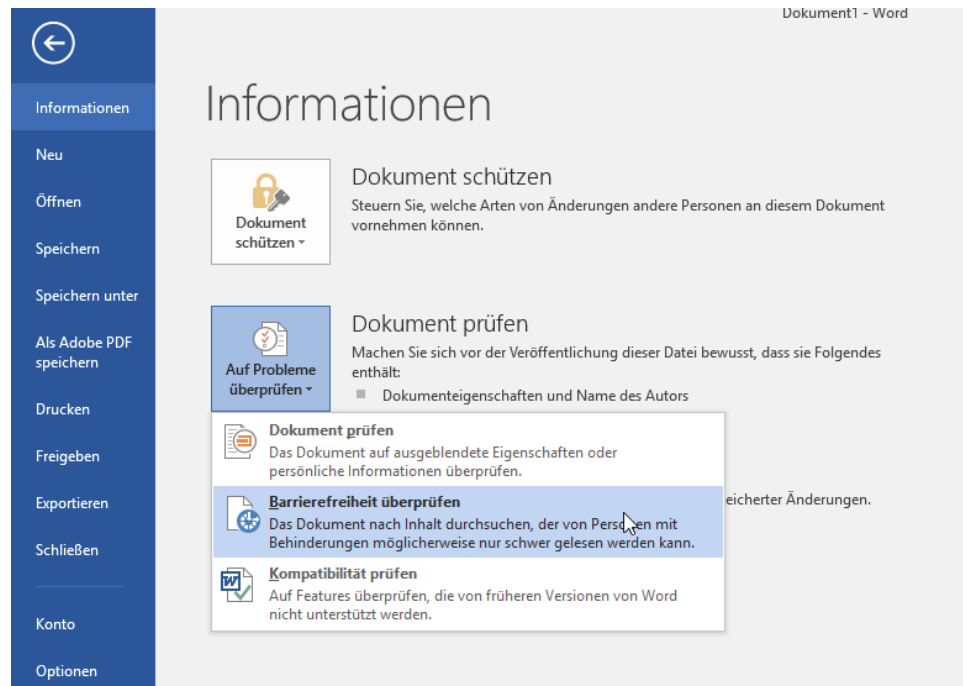 Dokument1 - Word
Informationen
Neu
Öffnen
Speichern
Speichern unter
Als Adobe PDF
speichern
Drucken
Freigeben
Exportieren
Schließen
Konto
Optionen
Informationen
Dokument
schützen
Dokument schützen
Steuern Sie, welche Arten von Änderungen andere Personen an diesem Dokument
vornehmen können.
Auf Probleme
überprüfen
Dokument prüfen
Machen Sie sich vor der Veröffentlichung dieser Datei bewusst, dass sie Folgendes
enthält:
Dokumenteigenschaften und Name des Autors
Dokument prüfen
Das Dokument auf ausgeblendete Eigenschaften oder
persönliche Informationen überprüfen.
Barrierefreiheit überprüfen
Das Dokument nach Inhalt durchsuchen, der von Personen mit
Behinderungen möglicherweise nur schwer gelesen werden kann.
eicherter Änderungen.
Kompatibilität prüfen
Auf Features überprüfen, die von früheren Versionen von Word
nicht unterstützt werden.